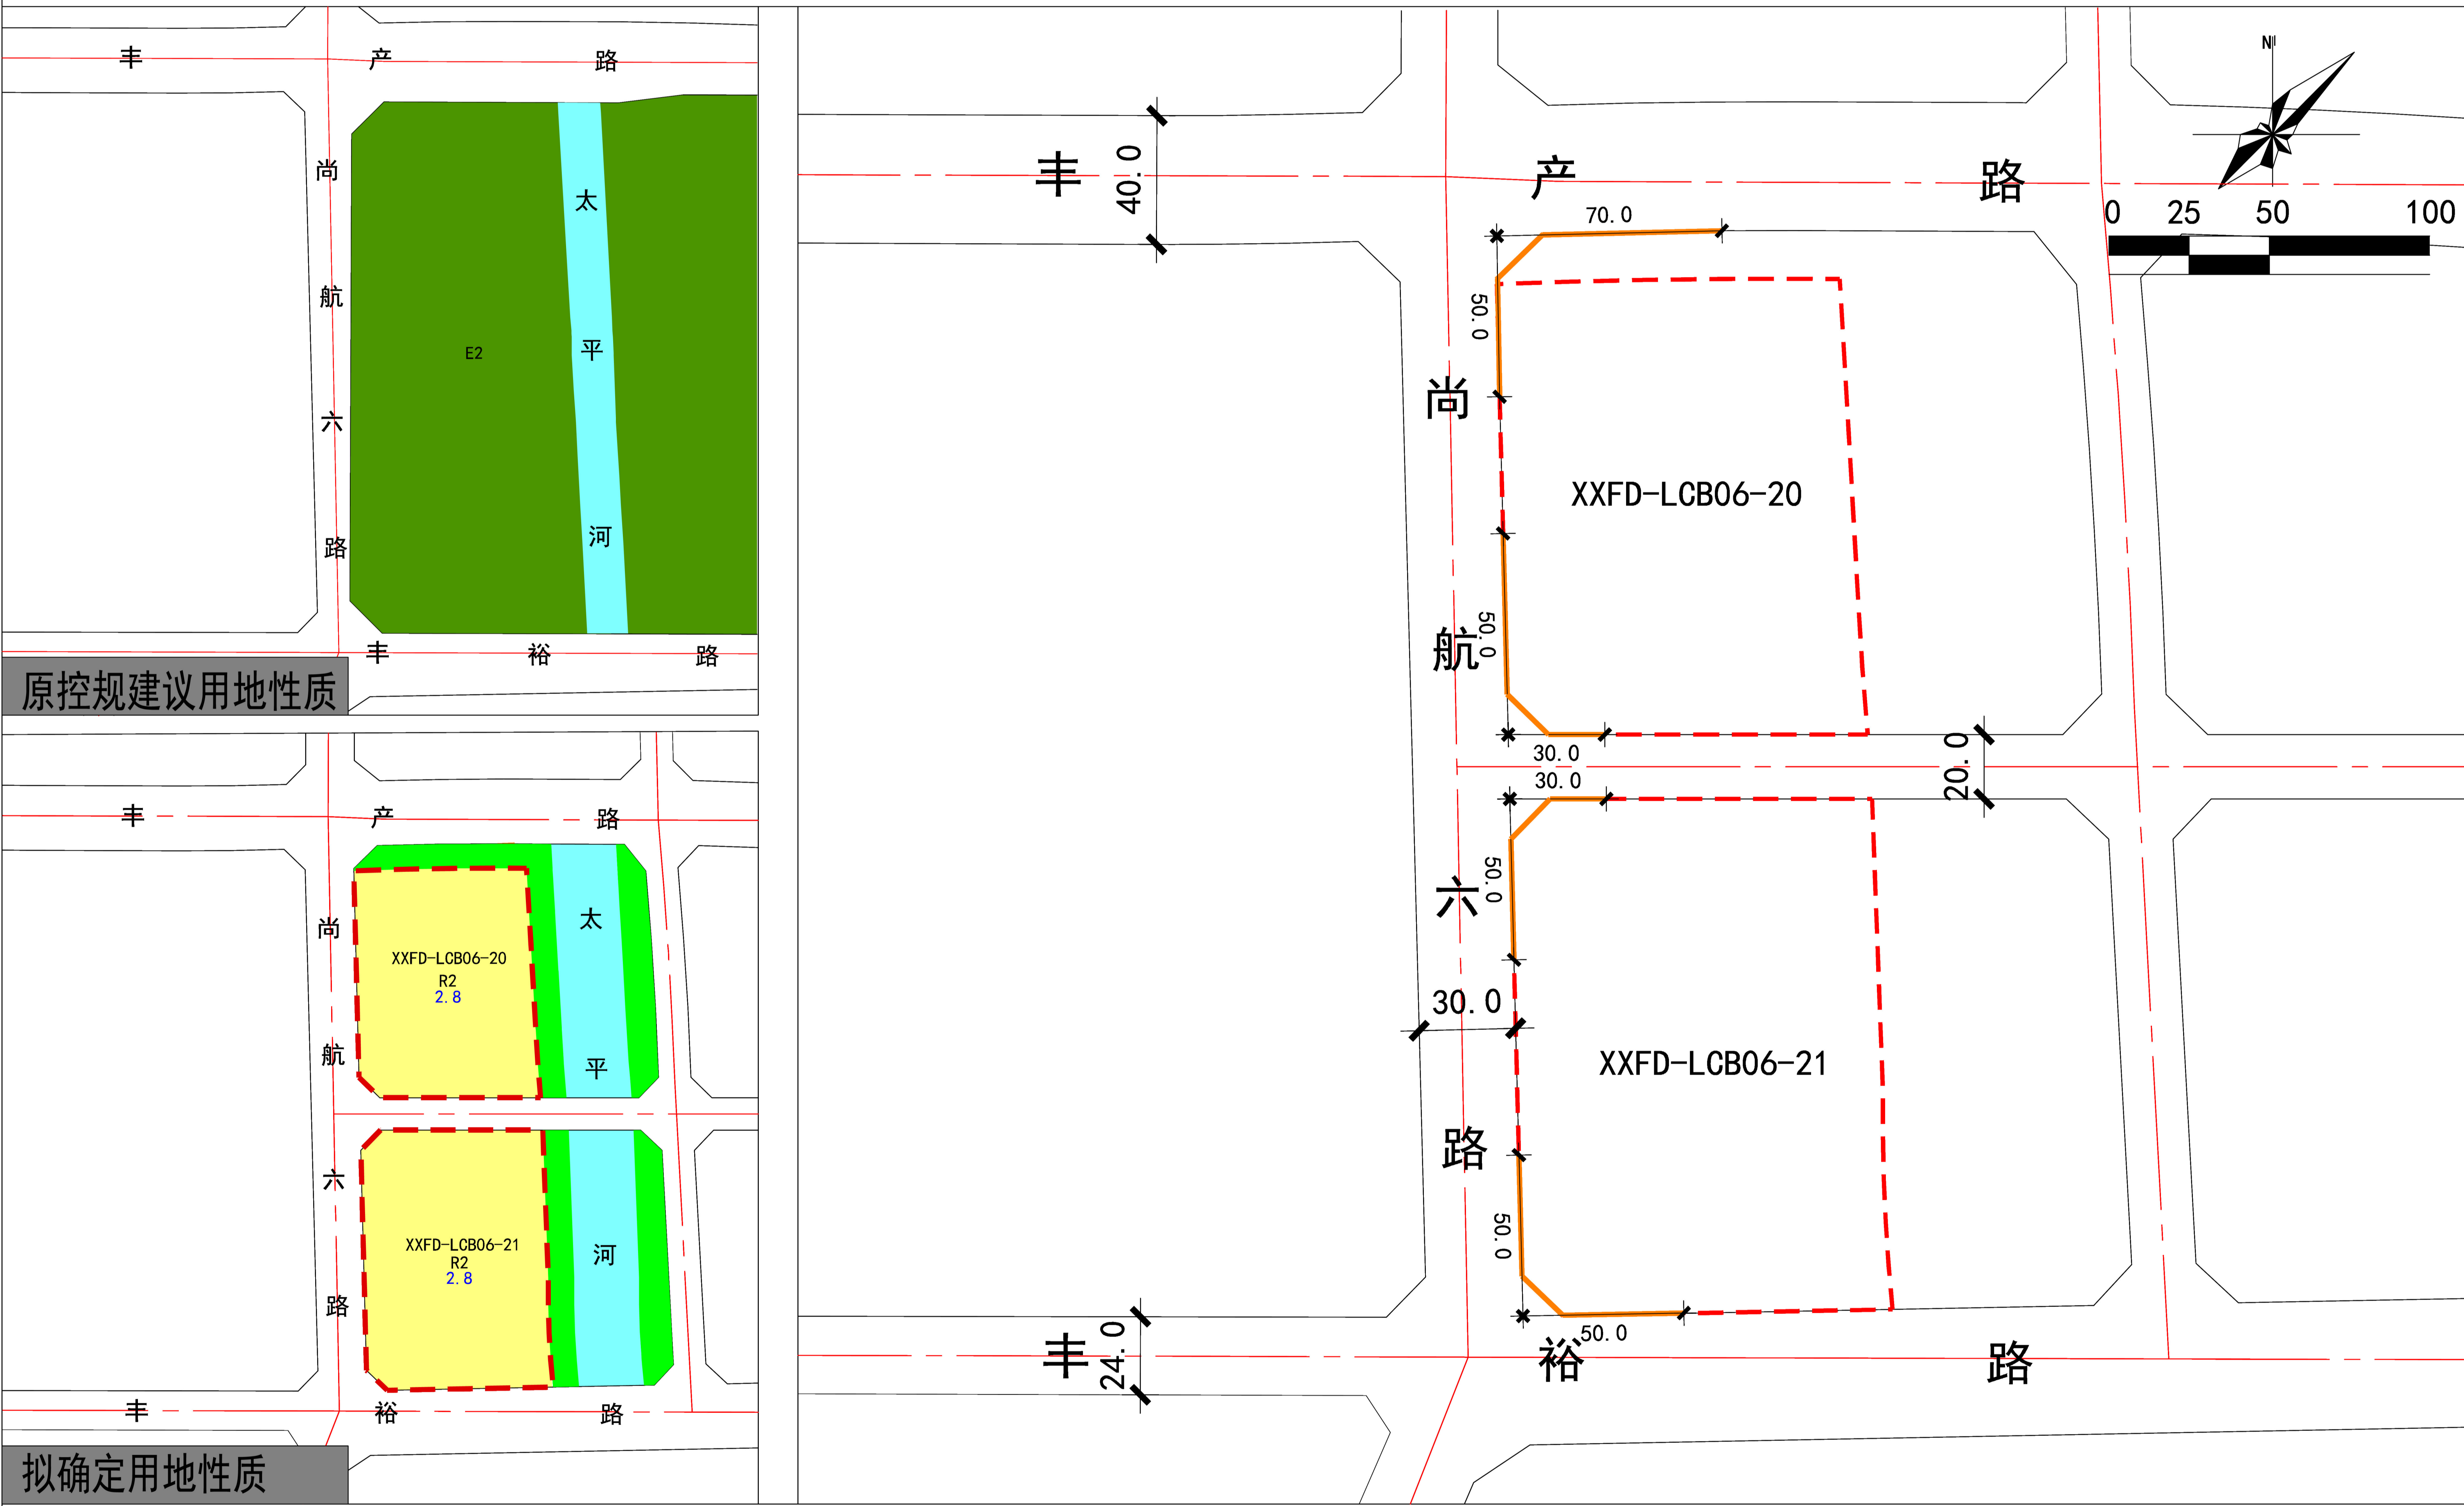 丰 产 路
尚航六路
太平河
E2
丰 裕 路
原控规建议用地性质
丰 产 路
尚航六路
太平河
XXFD-LCB06-20
R2
2.8
XXFD-LCB06-21
R2
2.8
丰 裕 路
拟确定用地性质
N
0 25 50 100
丰 产 路
40.0
70.0
50.0
尚航六路
XXFD-LCB06-20
50.0
30.0
30.0
20.0
50.0
30.0
XXFD-LCB06-21
50.0
50.0
24.0
丰 裕 路